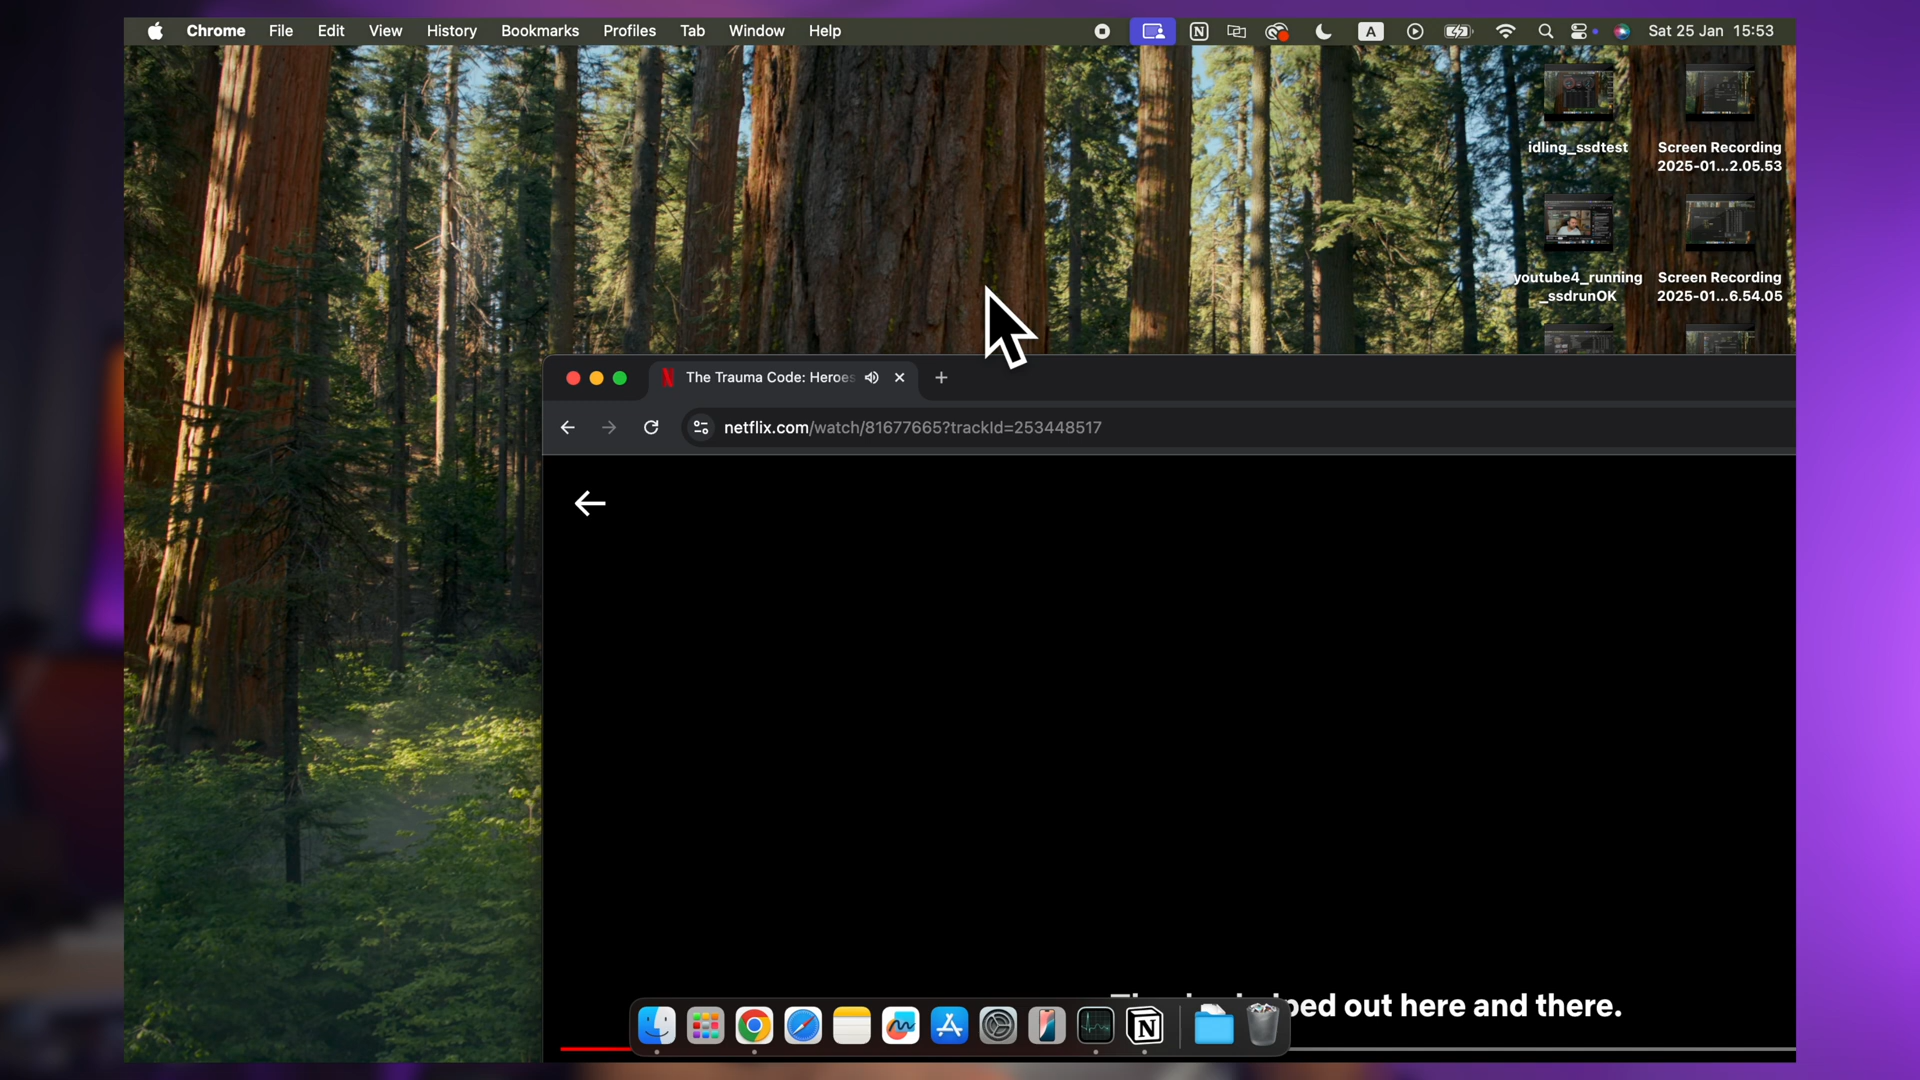 Chrome File Edit View History Bookmarks Profiles Tab Window Help A Sat 25 Jan 15:53
idling_ssdtest
Screen Recording
2025-01...2.05.53
youtube4_running
_ssdrunOK
Screen Recording
2025-01...6.54.05
The Trauma Code: Heroes
netflix.com/watch/81677665?trackId=253448517
out here and there.